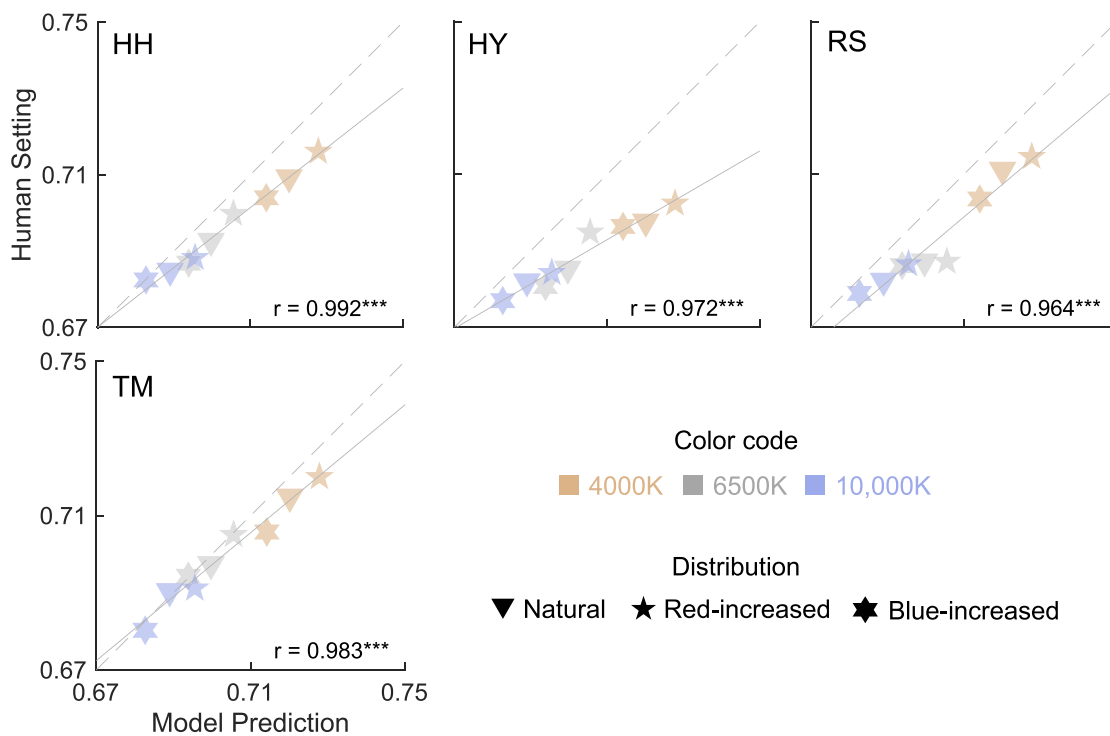 0.75
HH
HY
RS
Human Setting
0.71
r = 0.992***
r = 0.972***
r = 0.964***
0.67
0.75
TM
Color code
4000K
6500K
10,000K
0.71
Distribution
Natural
Red-increased
Blue-increased
r = 0.983***
0.67
0.67
0.71
0.75
Model Prediction